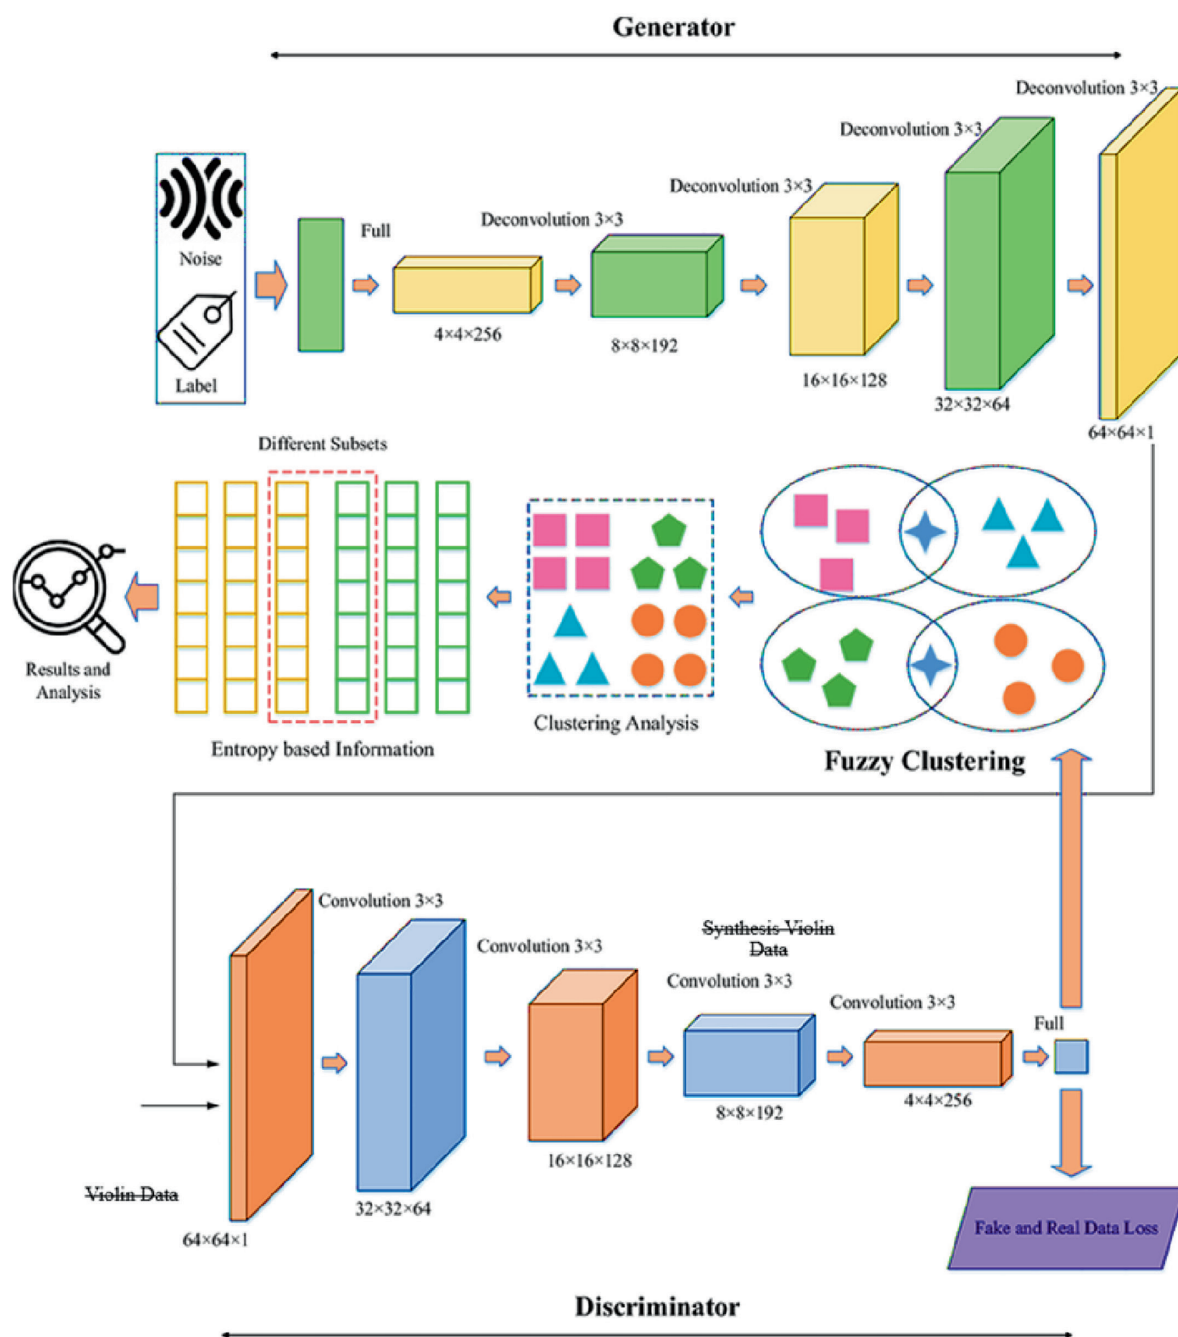 Generator
Deconvolution 3×3
Deconvolution 3×3
Deconvolution 3×3
Deconvolution 3×3
Full
Noise
Label
4×4×256
8×8×192
16×16×128
32×32×64
64×64×1
Different Subsets
Results and
Analysis
Entropy based Information
Clustering Analysis
Fuzzy Clustering
Convolution 3×3
Convolution 3×3
Synthesis Violin
Data
Convolution 3×3
Convolution 3×3
Full
Violin Data
64×64×1
32×32×64
16×16×128
8×8×192
4×4×256
Fake and Real Data Loss
Discriminator